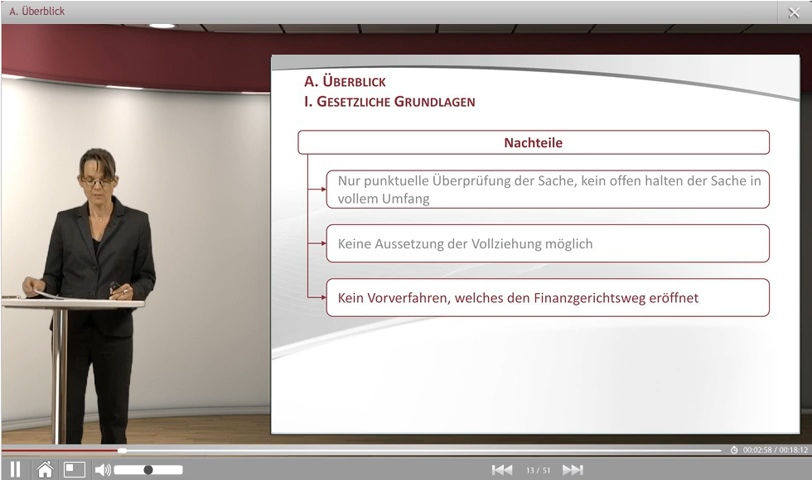 A. Überblick
A. ÜBERBLICK
I. GESETZLICHE GRUNDLAGEN
Nachteile
Nur punktuelle Überprüfung der Sache, kein offen halten der Sache in
vollem Umfang
Keine Aussetzung der Vollziehung möglich
Kein Vorverfahren, welches den Finanzgerichtsweg eröffnet
00:02:58 / 00:18:12
13 / 51